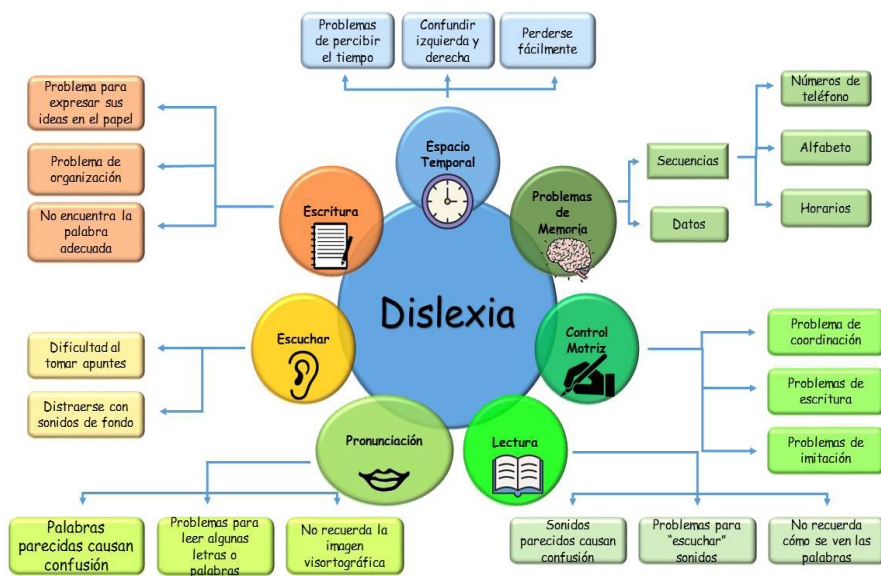 Problemas
de percibir
el tiempo
Confundir
izquierda y
derecha
Perderse
fácilmente
Espacio
Temporal
Problema para
expresar sus
ideas en el papel
Problema de
organización
No encuentra la
palabra
adecuada
Escritura
Problemas
de
Memoria
Secuencias
Datos
Números de
teléfono
Alfabeto
Horarios
Dislexia
Escuchar
Dificultad al
tomar apuntes
Distraerse con
sonidos de fondo
Control
Motriz
Problema de
coordinación
Problemas de
escritura
Problemas de
imitación
Pronunciación
Palabras
parecidas causan
confusión
Problemas para
leer algunas
letras o
palabras
No recuerda la
imagen
visortográfica
Lectura
Sonidos
parecidos causan
confusión
Problemas para
"escuchar"
sonidos
No recuerda
cómo se ven las
palabras